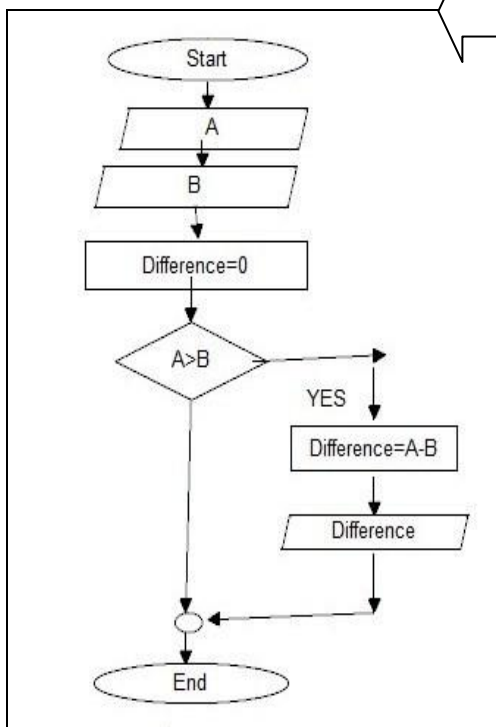 Start
A
B
Difference=0
A>B
YES
Difference=A-B
Difference
End